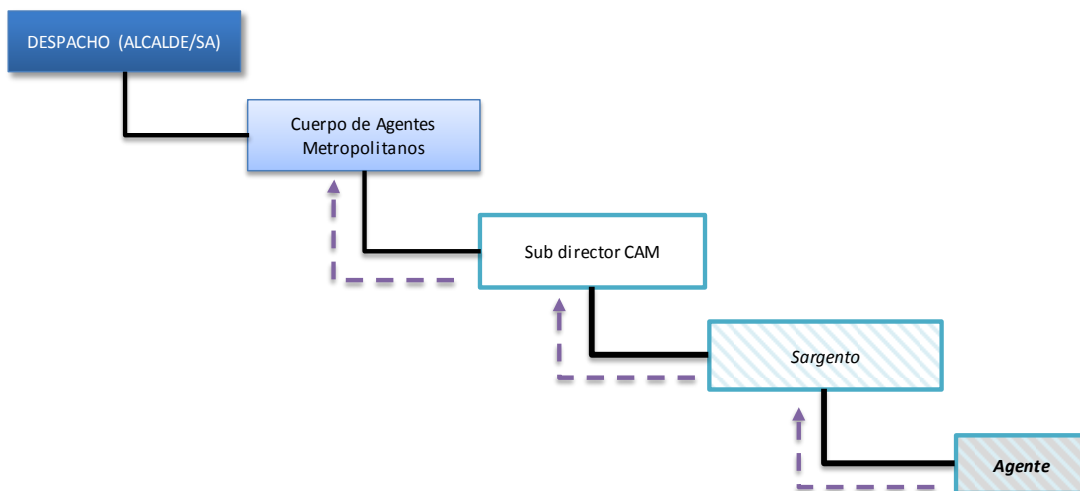 DESPACHO (ALCALDE/SA)
Cuerpo de Agentes
Metropolitanos
Sub director CAM
Sargento
Agente